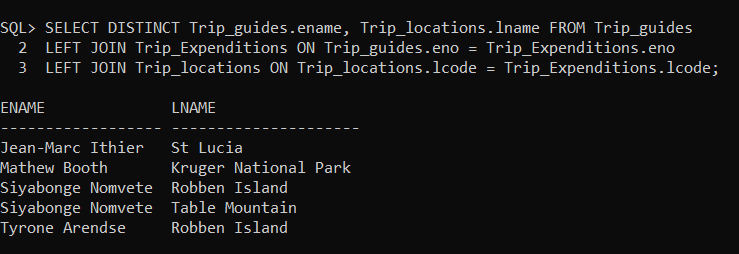 SQL> SELECT DISTINCT Trip_guides.ename, Trip_locations.lname FROM Trip_guides
  2  LEFT JOIN Trip_Expenditions ON Trip_guides.eno = Trip_Expenditions.eno
  3  LEFT JOIN Trip_locations ON Trip_locations.lcode = Trip_Expenditions.lcode;
ENAME              LNAME
------------------ ---------------------
Jean-Marc Ithier   St Lucia
Mathew Booth       Kruger National Park
Siyabonge Nomvete  Robben Island
Siyabonge Nomvete  Table Mountain
Tyrone Arendse     Robben Island